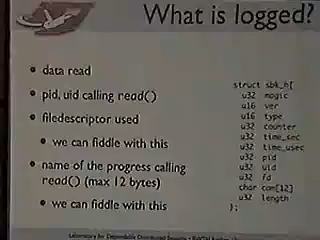 What is logged?
• data read
• pid, uid calling read()
• filedescriptor used
• we can fiddle with this
• name of the progress calling
read() (max 12 bytes)
• we can fiddle with this
struct sbk_h{
u32 magic
u16 ver
u16 type
u32 counter
u32 time_sec
u32 time_usec
u32 pid
u32 uid
u32 fd
char com[12]
u32 length
};
Laboratory for Dependable Distributed Systems